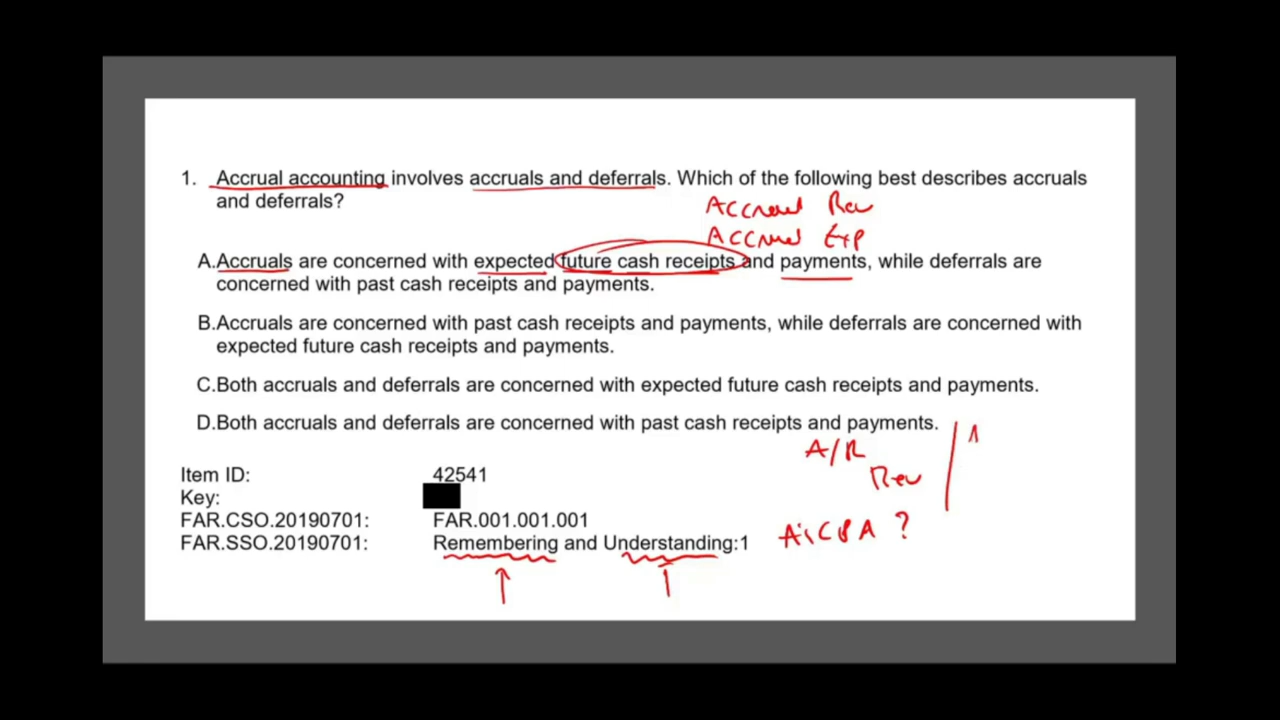 1. Accrual accounting involves accruals and deferrals. Which of the following best describes accruals
and deferrals?
Accrued Rev
Accrued Exp
A.Accruals are concerned with expected future cash receipts and payments, while deferrals are
concerned with past cash receipts and payments.
B.Accruals are concerned with past cash receipts and payments, while deferrals are concerned with
expected future cash receipts and payments.
C.Both accruals and deferrals are concerned with expected future cash receipts and payments.
D.Both accruals and deferrals are concerned with past cash receipts and payments.
A/R
Rev
Item ID: 42541
Key:
FAR.CSO.20190701: FAR.001.001.001
FAR.SSO.20190701: Remembering and Understanding:1
AICPA ?